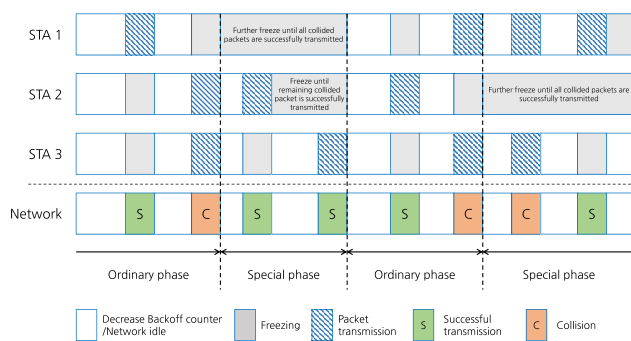 STA 1
Further freeze until all collided
packets are successfully transmitted
STA 2
Freeze until
remaining collided
packet is successfully
transmitted
Further freeze until all collided packets are
successfully transmitted
STA 3
Network
S
C
S
S
S
C
C
S
Ordinary phase
Special phase
Ordinary phase
Special phase
Decrease Backoff counter
/Network idle
Freezing
Packet
transmission
S
Successful
transmission
C
Collision